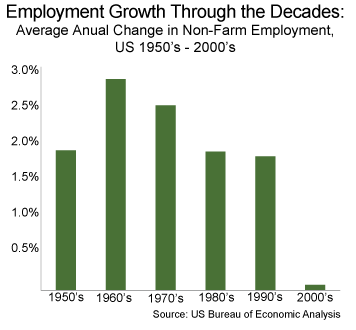 Employment Growth Through the Decades:
Average Anual Change in Non-Farm Employment,
US 1950's - 2000's
3.0%
2.5%
2.0%
1.5%
1.0%
0.5%
1950's 1960's 1970's 1980's 1990's 2000's
Source: US Bureau of Economic Analysis